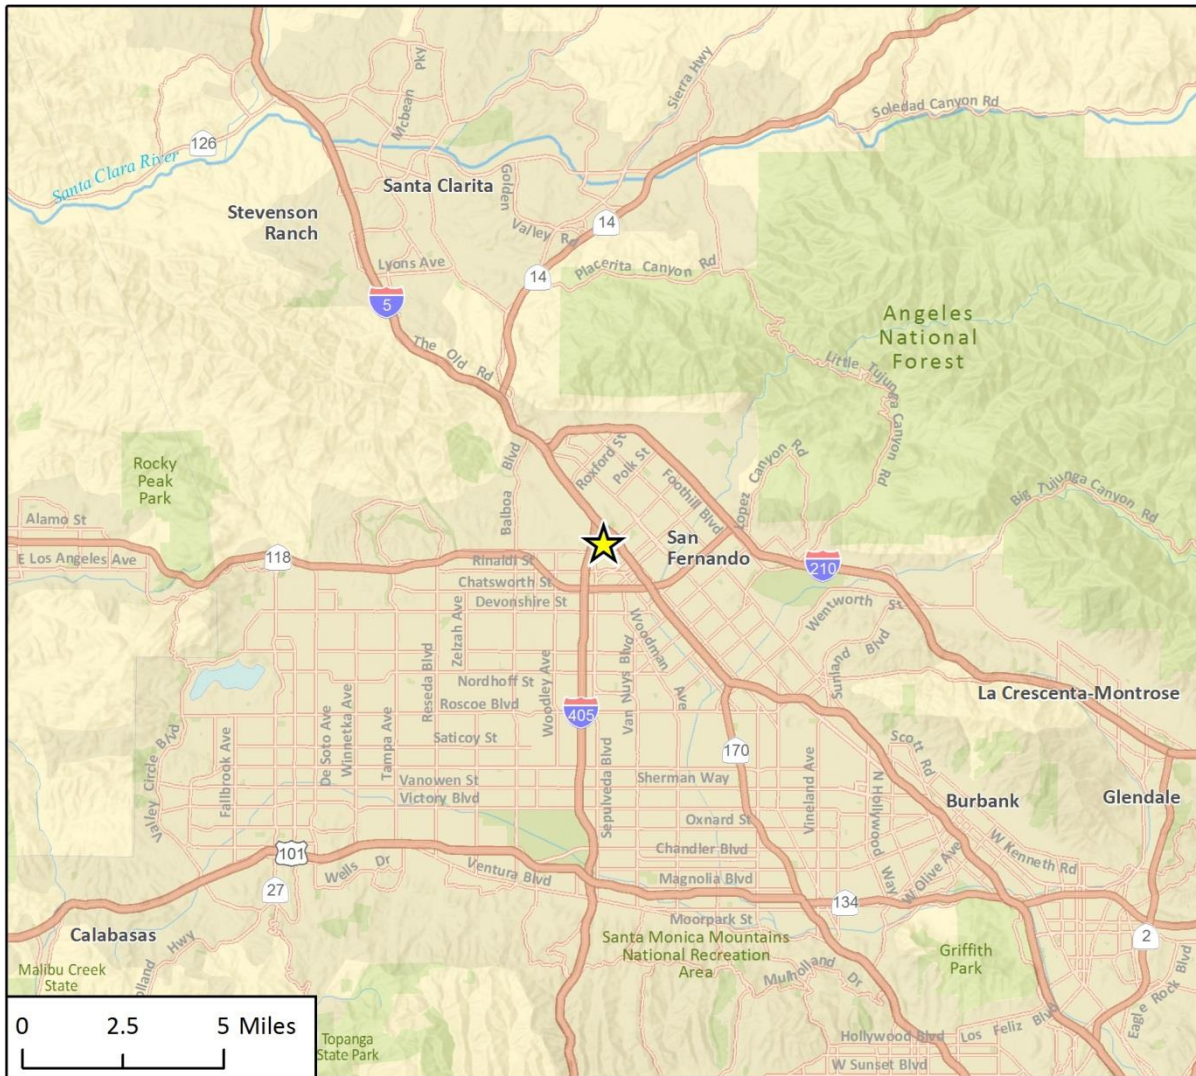 Mcbean Pky
Sierra Hwy
Soledad Canyon Rd
126
Santa Clara River
Santa Clarita
Golden
Valley Rd
Stevenson
Ranch
14
Lyons Ave
Placerita Canyon Rd
14
5
Angeles
National
Forest
The Old Rd
Little Tujunga Canyon Rd
Rocky
Peak
Park
Balboa Blvd
Roxford St
Polk St
Foothill Blvd
Lopez Canyon Rd
Big Tujunga Canyon Rd
Alamo St
E Los Angeles Ave
118
Rinaldi St
San
Fernando
210
Chatsworth St
Devonshire St
Wentworth St
Zelzah Ave
Woodman Ave
Reseda Blvd
Woodley Ave
Van Nuys Blvd
Sunland Blvd
Nordhoff St
Roscoe Blvd
La Crescenta-Montrose
405
Valley Circle Blvd
Fallbrook Ave
De Soto Ave
Winnetka Ave
Tampa Ave
Saticoy St
170
Scott Rd
Vanowen St
Victory Blvd
Sepulveda Blvd
Sherman Way
Vineland Ave
N Hollywood Way
Burbank
Glendale
Oxnard St
Chandler Blvd
W Kenneth Rd
101
27
Wells Dr
Ventura Blvd
Magnolia Blvd
134
W Olive Ave
Moorpark St
Calabasas
Santa Monica Mountains
National Recreation
Area
Griffith
Park
2
Malibu Creek
State
olland Hwy
Mulholland Dr
Eagle Rock Blvd
Topanga
State Park
Hollywood Blvd
Los Feliz Blvd
W Sunset Blvd
0 2.5 5 Miles